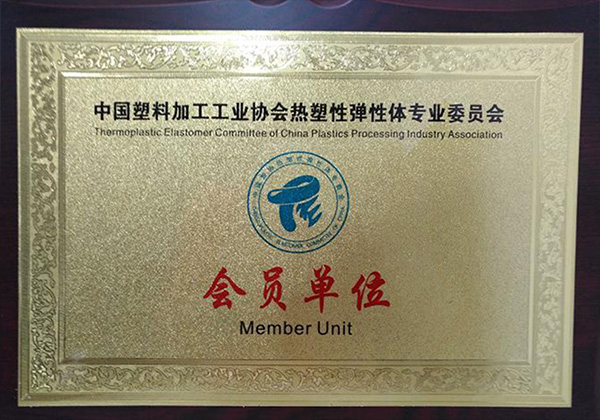 中国塑料加工工业协会热塑性弹性体专业委员会
Thermoplastic Elastomer Committee of China Plastics Processing Industry Association
会员单位
Member Unit